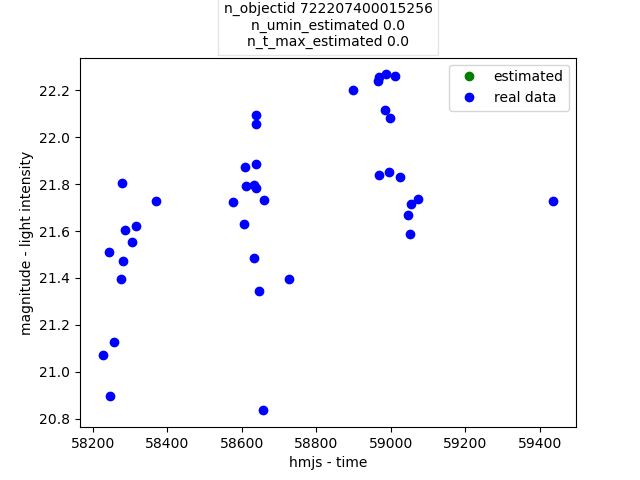 n_objectid 722207400015256
n_umin_estimated 0.0
n_t_max_estimated 0.0
estimated
real data
magnitude - light intensity
22.2
22.0
21.8
21.6
21.4
21.2
21.0
20.8
58200 58400 58600 58800 59000 59200 59400
hmjs - time